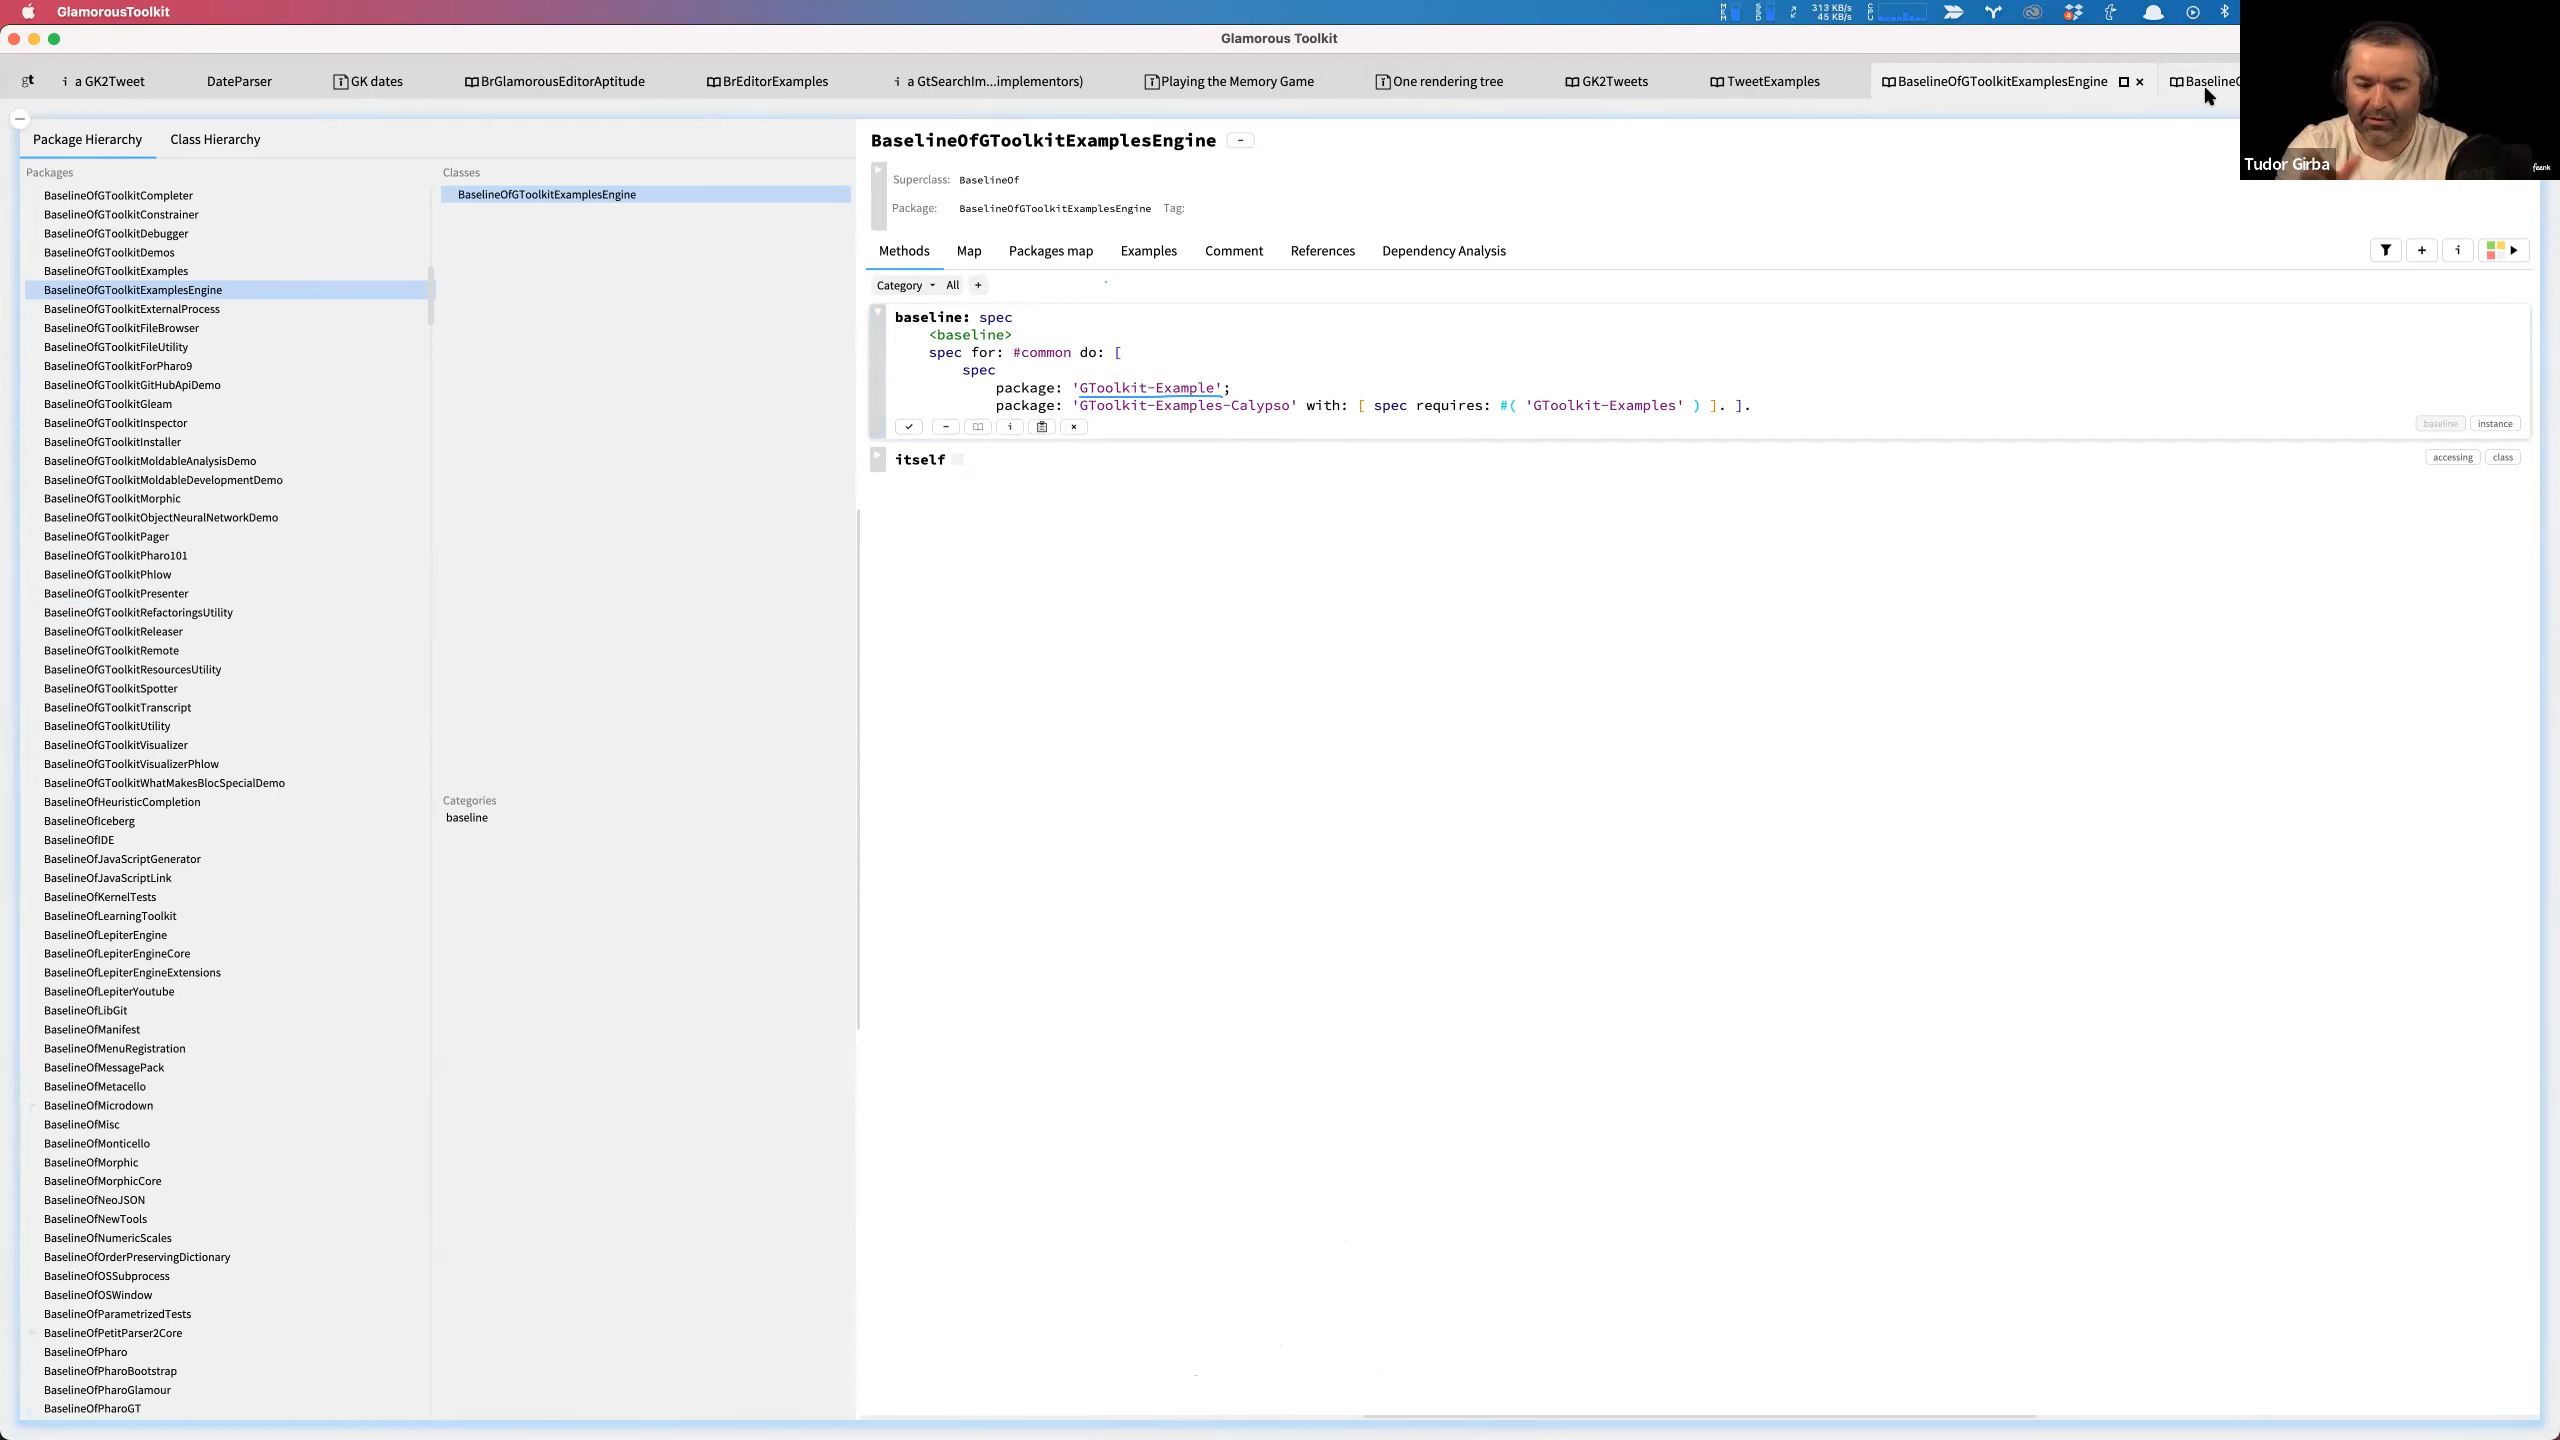 GlamorousToolkit
313 KB/s
45 KB/s
Glamorous Toolkit
gt
i a GK2Tweet
DateParser
GK dates
BrGlamorousEditorAptitude
BrEditorExamples
i a GtSearchIm...implementors)
Playing the Memory Game
One rendering tree
GK2Tweets
TweetExamples
BaselineOfGToolkitExamplesEngine
Tudor Girba
feenk
Package Hierarchy
Class Hierarchy
Packages
BaselineOfGToolkitCompleter
BaselineOfGToolkitConstrainer
BaselineOfGToolkitDebugger
BaselineOfGToolkitDemos
BaselineOfGToolkitExamples
BaselineOfGToolkitExamplesEngine
BaselineOfGToolkitExternalProcess
BaselineOfGToolkitFileBrowser
BaselineOfGToolkitFileUtility
BaselineOfGToolkitForPharo9
BaselineOfGToolkitGitHubApiDemo
BaselineOfGToolkitGleam
BaselineOfGToolkitInspector
BaselineOfGToolkitInstaller
BaselineOfGToolkitMoldableAnalysisDemo
BaselineOfGToolkitMoldableDevelopmentDemo
BaselineOfGToolkitMorphic
BaselineOfGToolkitObjectNeuralNetworkDemo
BaselineOfGToolkitPager
BaselineOfGToolkitPharo101
BaselineOfGToolkitPhlow
BaselineOfGToolkitPresenter
BaselineOfGToolkitRefactoringsUtility
BaselineOfGToolkitReleaser
BaselineOfGToolkitRemote
BaselineOfGToolkitResourcesUtility
BaselineOfGToolkitSpotter
BaselineOfGToolkitTranscript
BaselineOfGToolkitUtility
BaselineOfGToolkitVisualizer
BaselineOfGToolkitVisualizerPhlow
BaselineOfGToolkitWhatMakesBlocSpecialDemo
BaselineOfHeuristicCompletion
BaselineOfIceberg
BaselineOfIDE
BaselineOfJavaScriptGenerator
BaselineOfJavaScriptLink
BaselineOfKernelTests
BaselineOfLearningToolkit
BaselineOfLepiterEngine
BaselineOfLepiterEngineCore
BaselineOfLepiterEngineExtensions
BaselineOfLepiterYoutube
BaselineOfLibGit
BaselineOfManifest
BaselineOfMenuRegistration
BaselineOfMessagePack
BaselineOfMetacello
BaselineOfMicrodown
BaselineOfMisc
BaselineOfMonticello
BaselineOfMorphic
BaselineOfMorphicCore
BaselineOfNeoJSON
BaselineOfNewTools
BaselineOfNumericScales
BaselineOfOrderPreservingDictionary
BaselineOfOSSubprocess
BaselineOfOSWindow
BaselineOfParametrizedTests
BaselineOfPetitParser2Core
BaselineOfPharo
BaselineOfPharoBootstrap
BaselineOfPharoGlamour
BaselineOfPharoGT
Classes
BaselineOfGToolkitExamplesEngine
Categories
baseline
BaselineOfGToolkitExamplesEngine
Superclass: BaselineOf
Package: BaselineOfGToolkitExamplesEngine Tag:
Methods
Map
Packages map
Examples
Comment
References
Dependency Analysis
Category All +
baseline: spec
<baseline>
spec for: #common do: [
spec
package: 'GToolkit-Example';
package: 'GToolkit-Examples-Calypso' with: [ spec requires: #( 'GToolkit-Examples' ) ]. ].
baseline instance
itself
accessing class